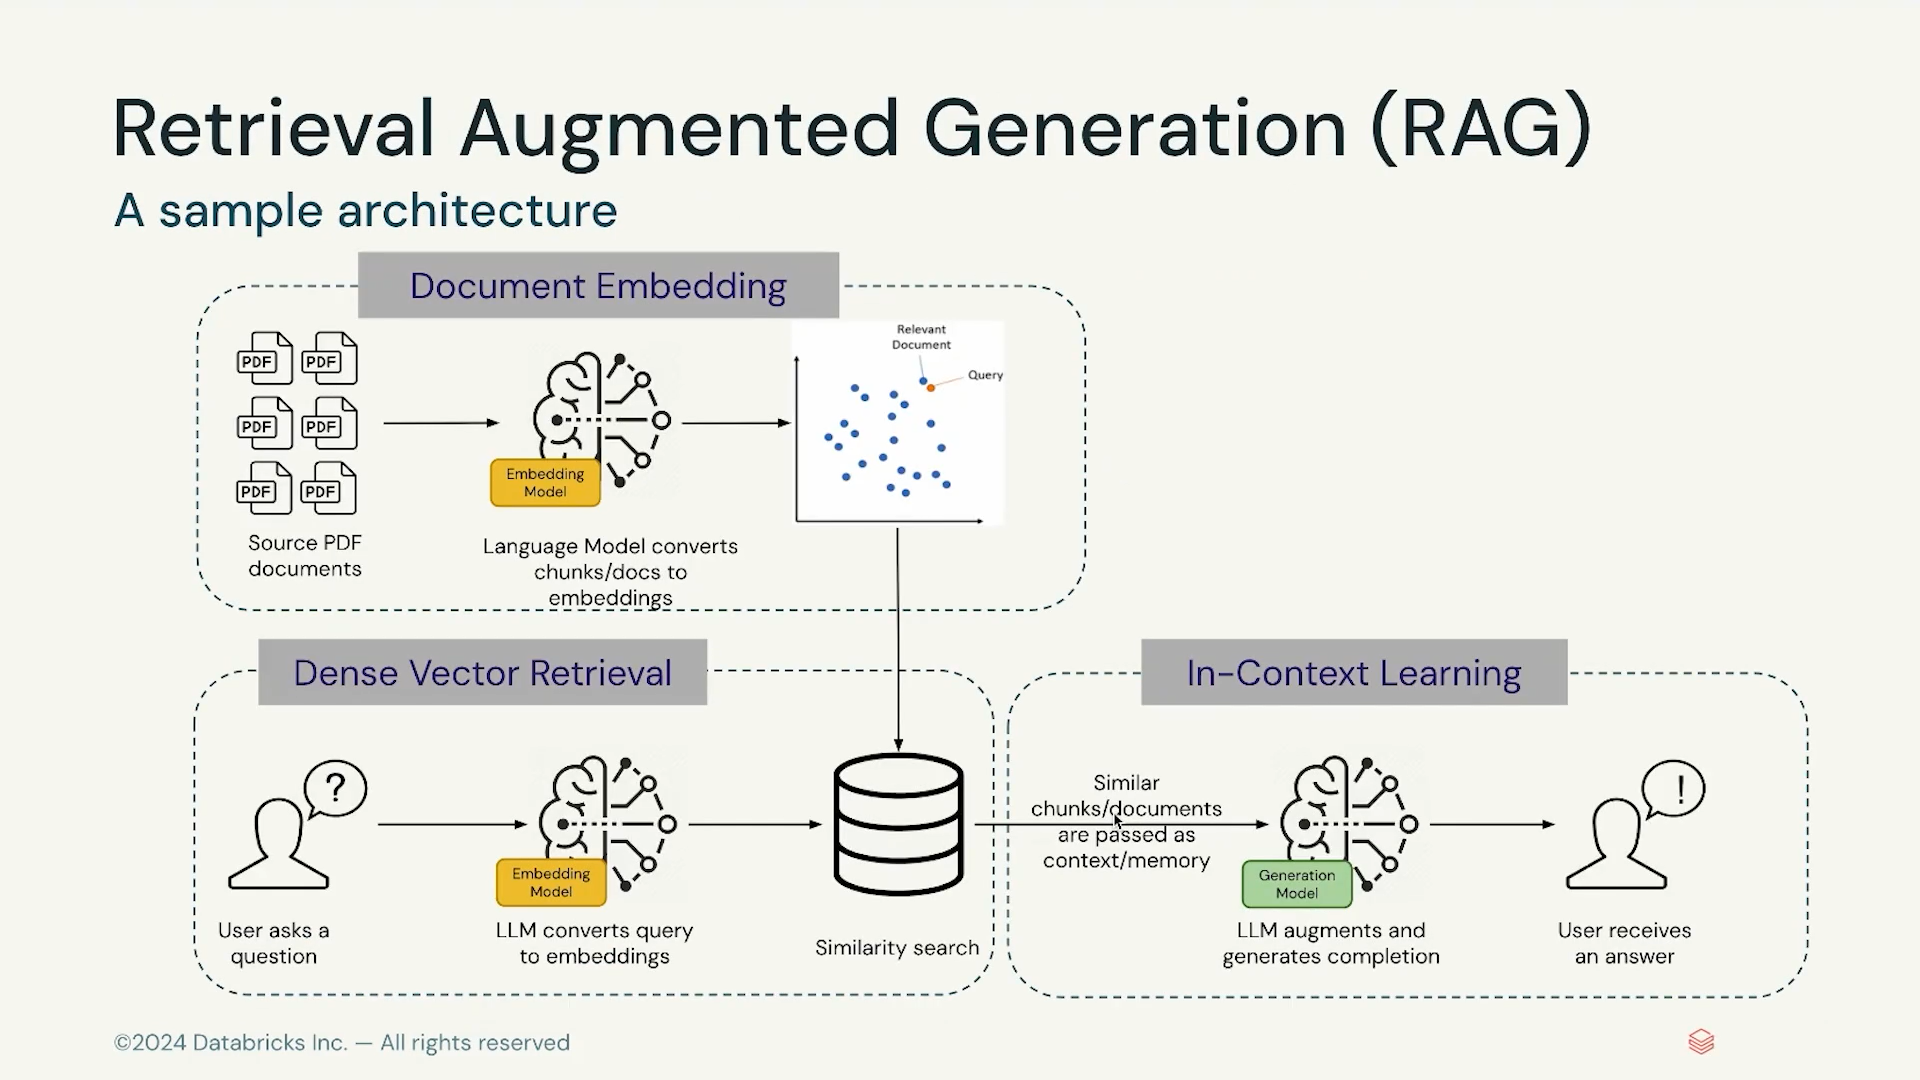 Retrieval Augmented Generation (RAG)
A sample architecture
Document Embedding
PDF PDF
PDF PDF
PDF PDF
Source PDF
documents
Embedding
Model
Language Model converts
chunks/docs to
embeddings
Relevant
Document
Query
Dense Vector Retrieval
?
User asks a
question
Embedding
Model
LLM converts query
to embeddings
Similarity search
In-Context Learning
Similar
chunks/documents
are passed as
context/memory
Generation
Model
LLM augments and
generates completion
!
User receives
an answer
©2024 Databricks Inc. — All rights reserved